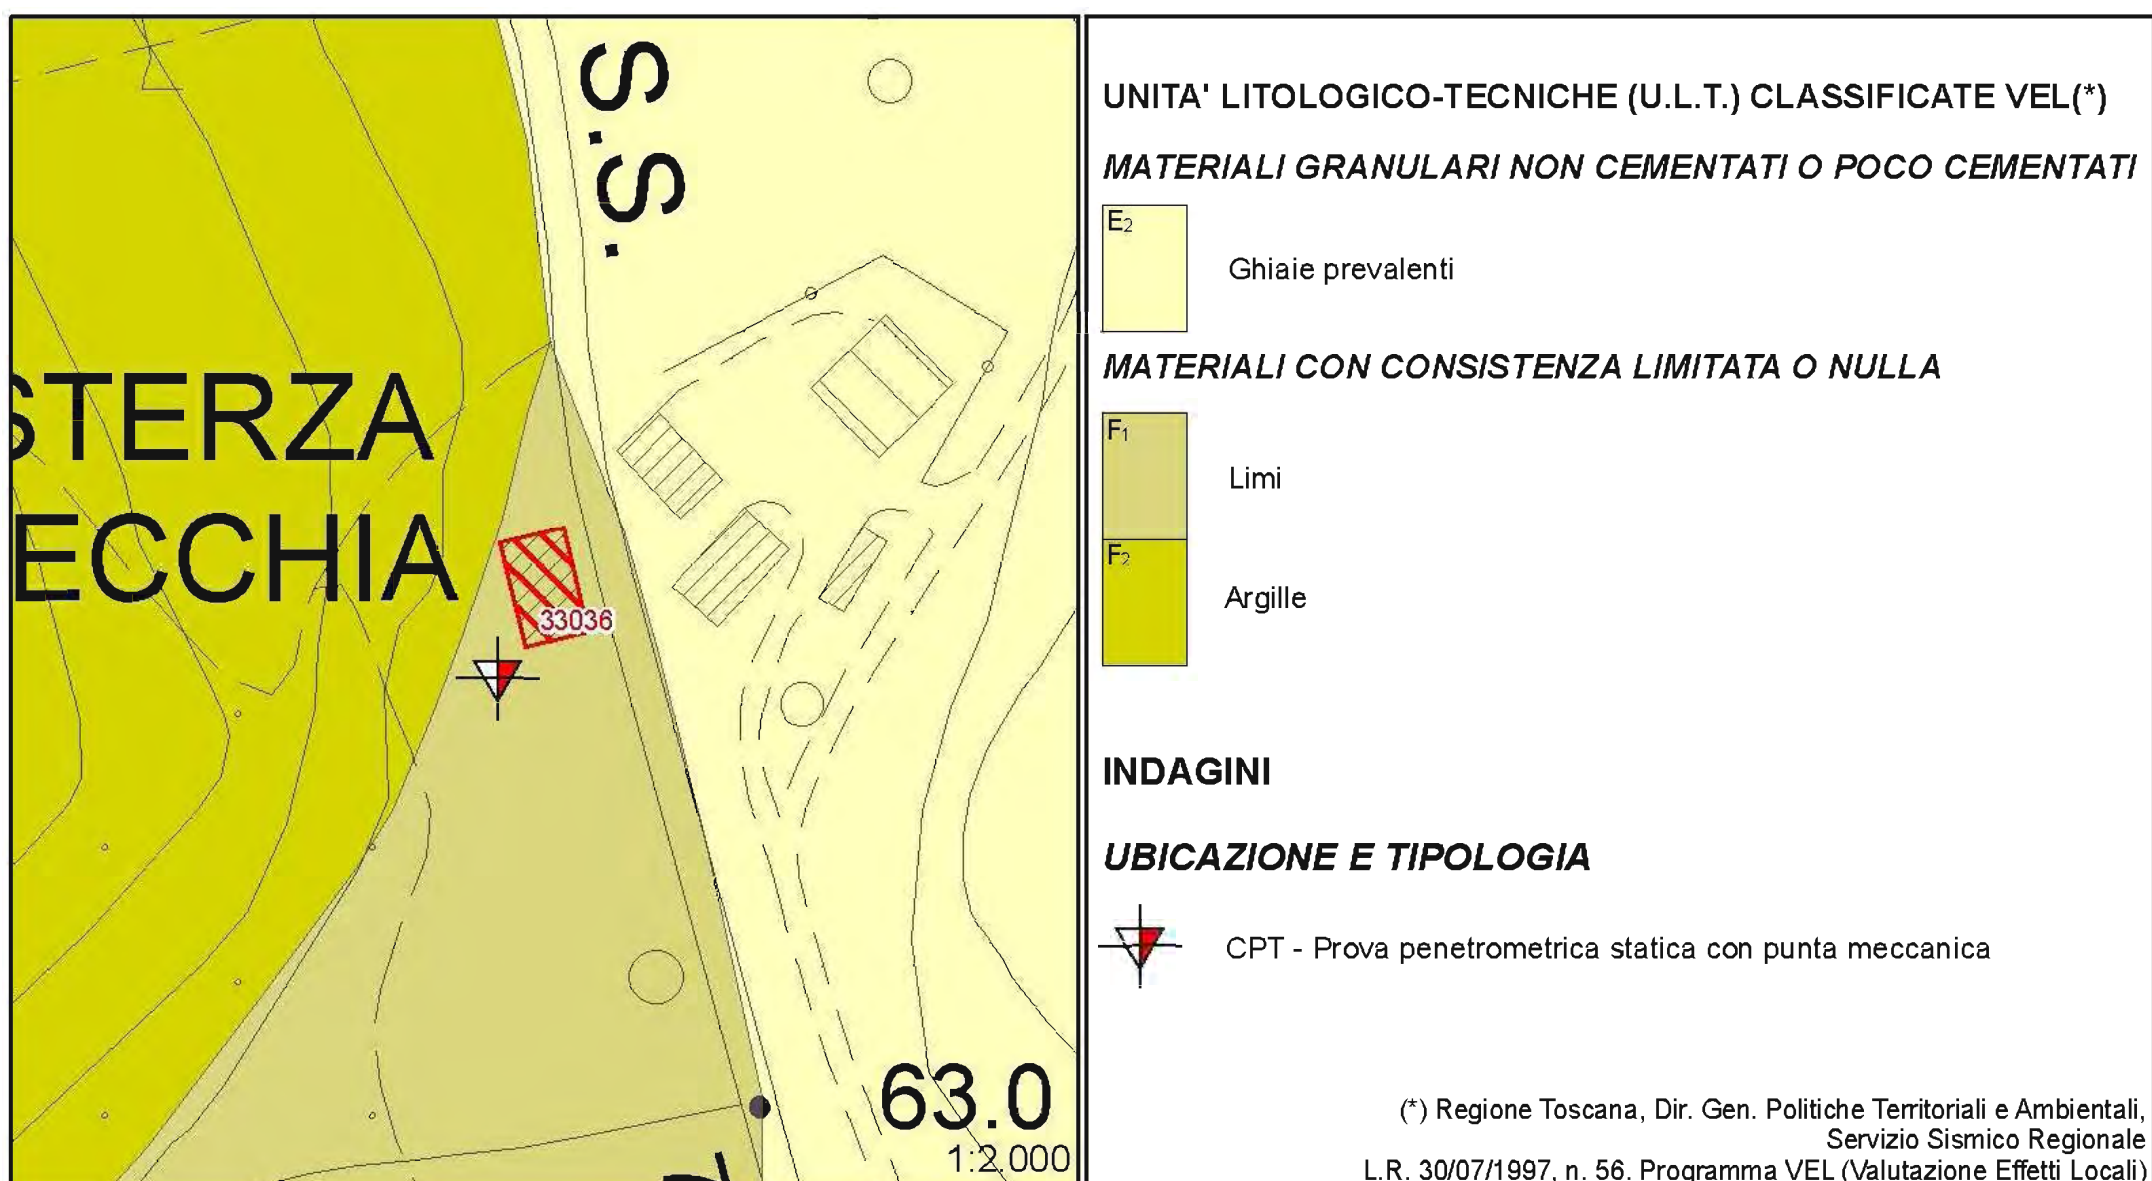 S.S.
STERZA
ECCHIA
33036
63.0
1:2.000
UNITA' LITOLOGICO-TECNICHE (U.L.T.) CLASSIFICATE VEL(*)
MATERIALI GRANULARI NON CEMENTATI O POCO CEMENTATI
E2
Ghiaie prevalenti
MATERIALI CON CONSISTENZA LIMITATA O NULLA
F1
Limi
F2
Argille
INDAGINI
UBICAZIONE E TIPOLOGIA
CPT - Prova penetrometrica statica con punta meccanica
(*) Regione Toscana, Dir. Gen. Politiche Territoriali e Ambientali,
Servizio Sismico Regionale
L.R. 30/07/1997, n. 56. Programma VEL (Valutazione Effetti Locali)